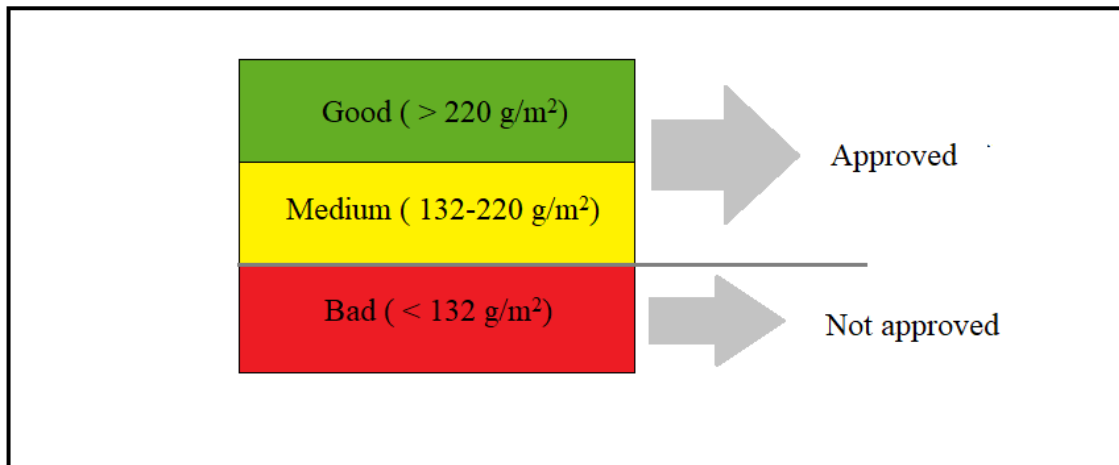 Good ( > 220 g/m²)
Approved
Medium ( 132-220 g/m²)
Bad ( < 132 g/m²)
Not approved